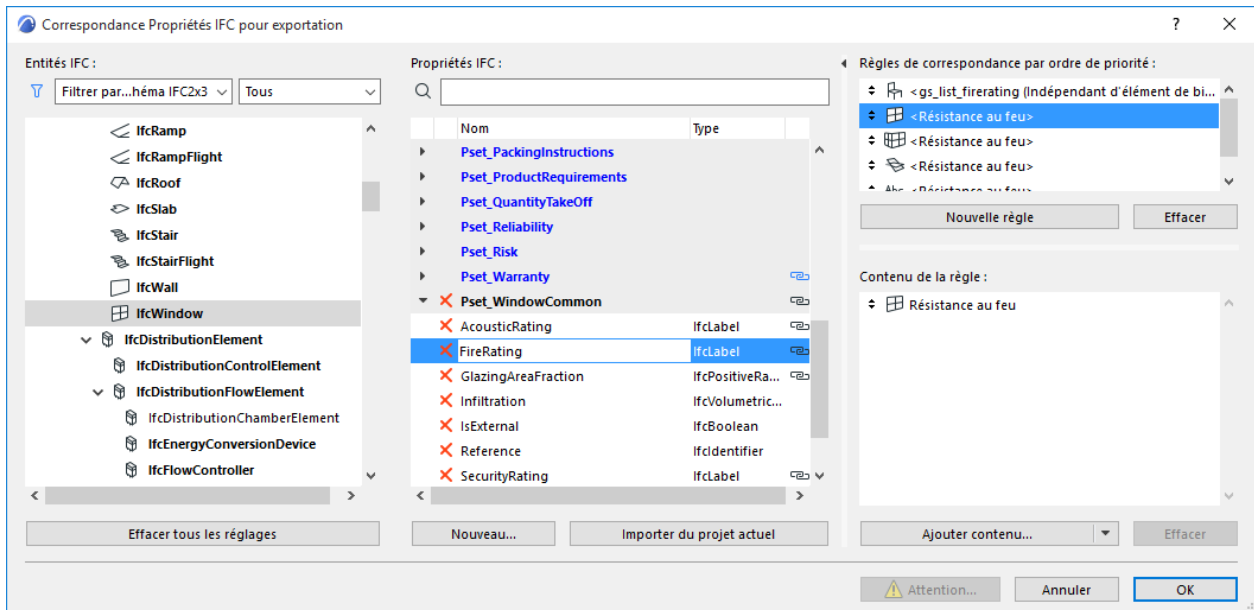 Correspondance Propriétés IFC pour exportation
?
Entités IFC :
Filtrer par...héma IFC2x3
Tous
IfcRamp
IfcRampFlight
IfcRoof
IfcSlab
IfcStair
IfcStairFlight
IfcWall
IfcWindow
IfcDistributionElement
IfcDistributionControlElement
IfcDistributionFlowElement
IfcDistributionChamberElement
IfcEnergyConversionDevice
IfcFlowController
Effacer tous les réglages
Propriétés IFC :
Nom Type
Pset_PackingInstructions
Pset_ProductRequirements
Pset_QuantityTakeOff
Pset_Reliability
Pset_Risk
Pset_Warranty
Pset_WindowCommon
AcousticRating IfcLabel
FireRating IfcLabel
GlazingAreaFraction IfcPositiveRa...
Infiltration IfcVolumetric...
IsExternal IfcBoolean
Reference IfcIdentifier
SecurityRating IfcLabel
Nouveau...
Importer du projet actuel
Règles de correspondance par ordre de priorité :
<gs_list_firerating (Indépendant d'élément de bi...
<Résistance au feu>
<Résistance au feu>
<Résistance au feu>
Abc <Résistance au feu>
Nouvelle règle
Effacer
Contenu de la règle :
Résistance au feu
Ajouter contenu...
Effacer
Attention...
Annuler
OK